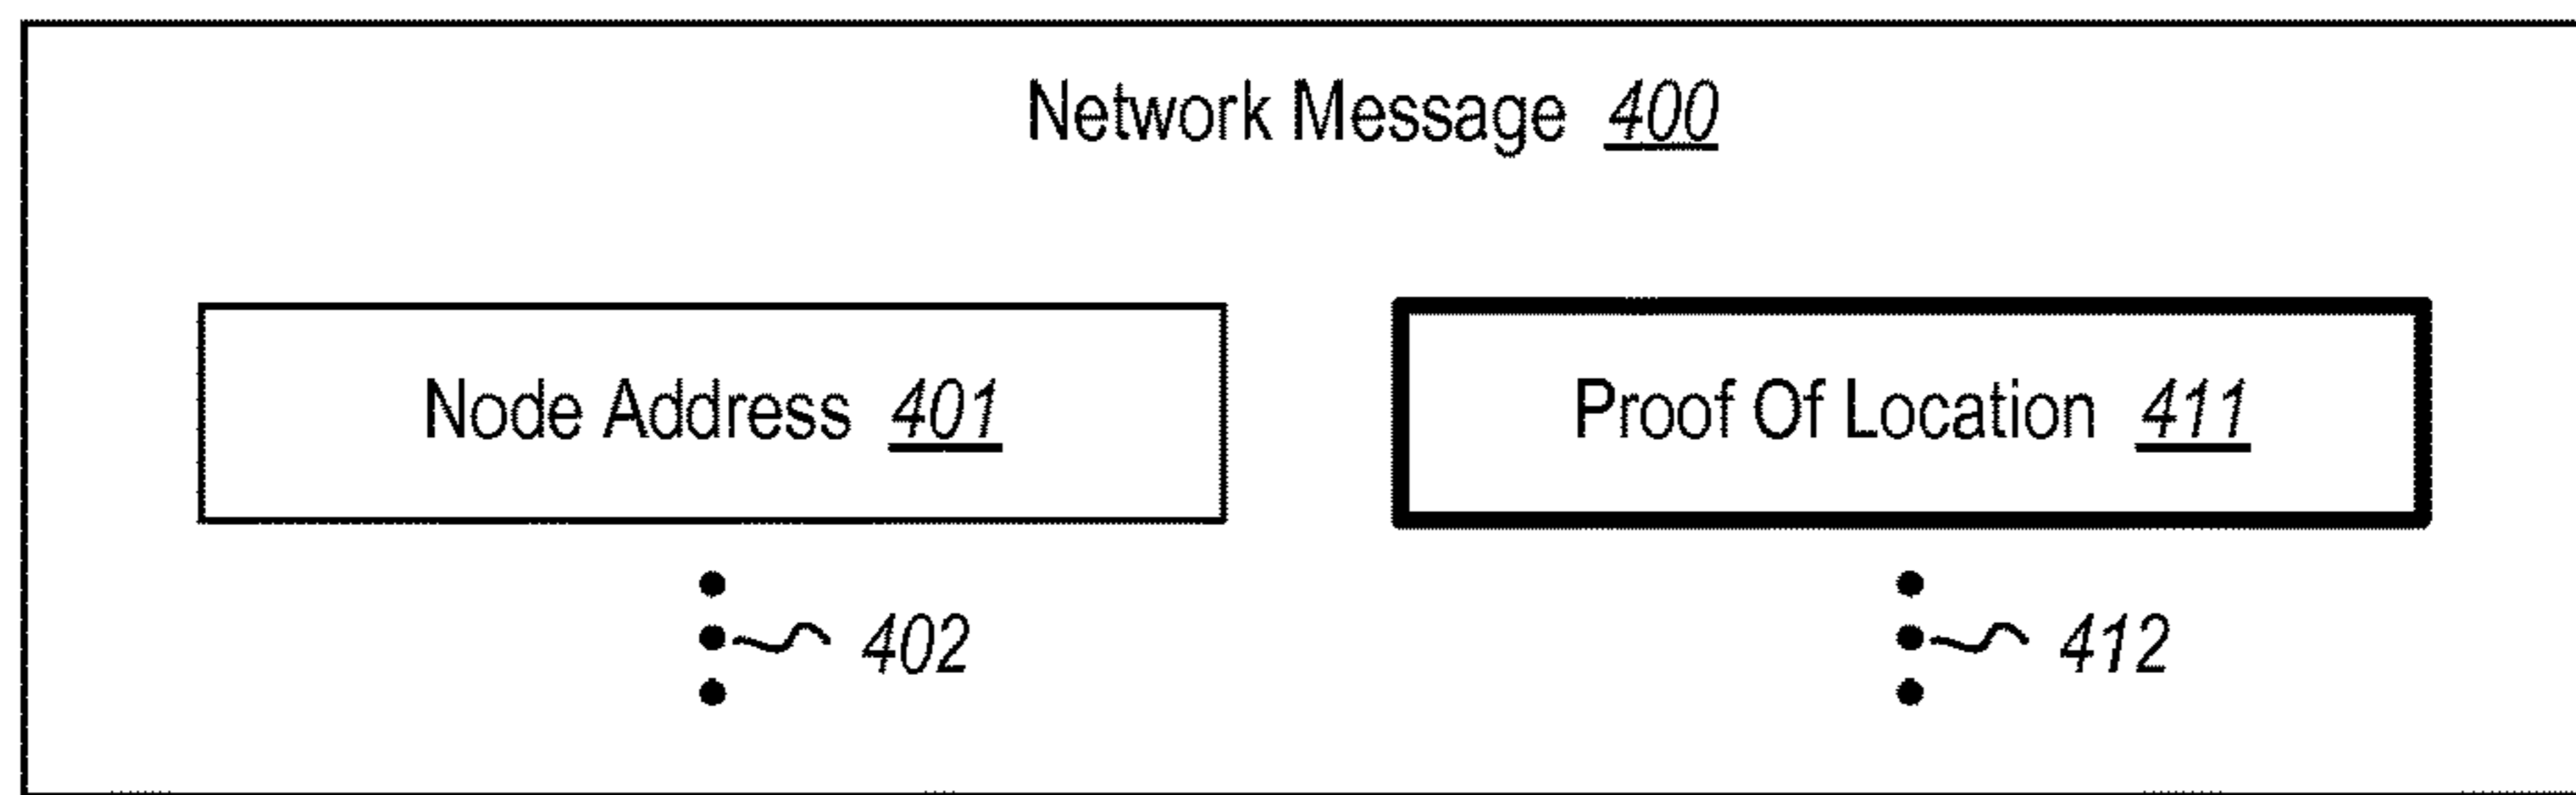 Network Message 400
Node Address 401
Proof Of Location 411
402
412